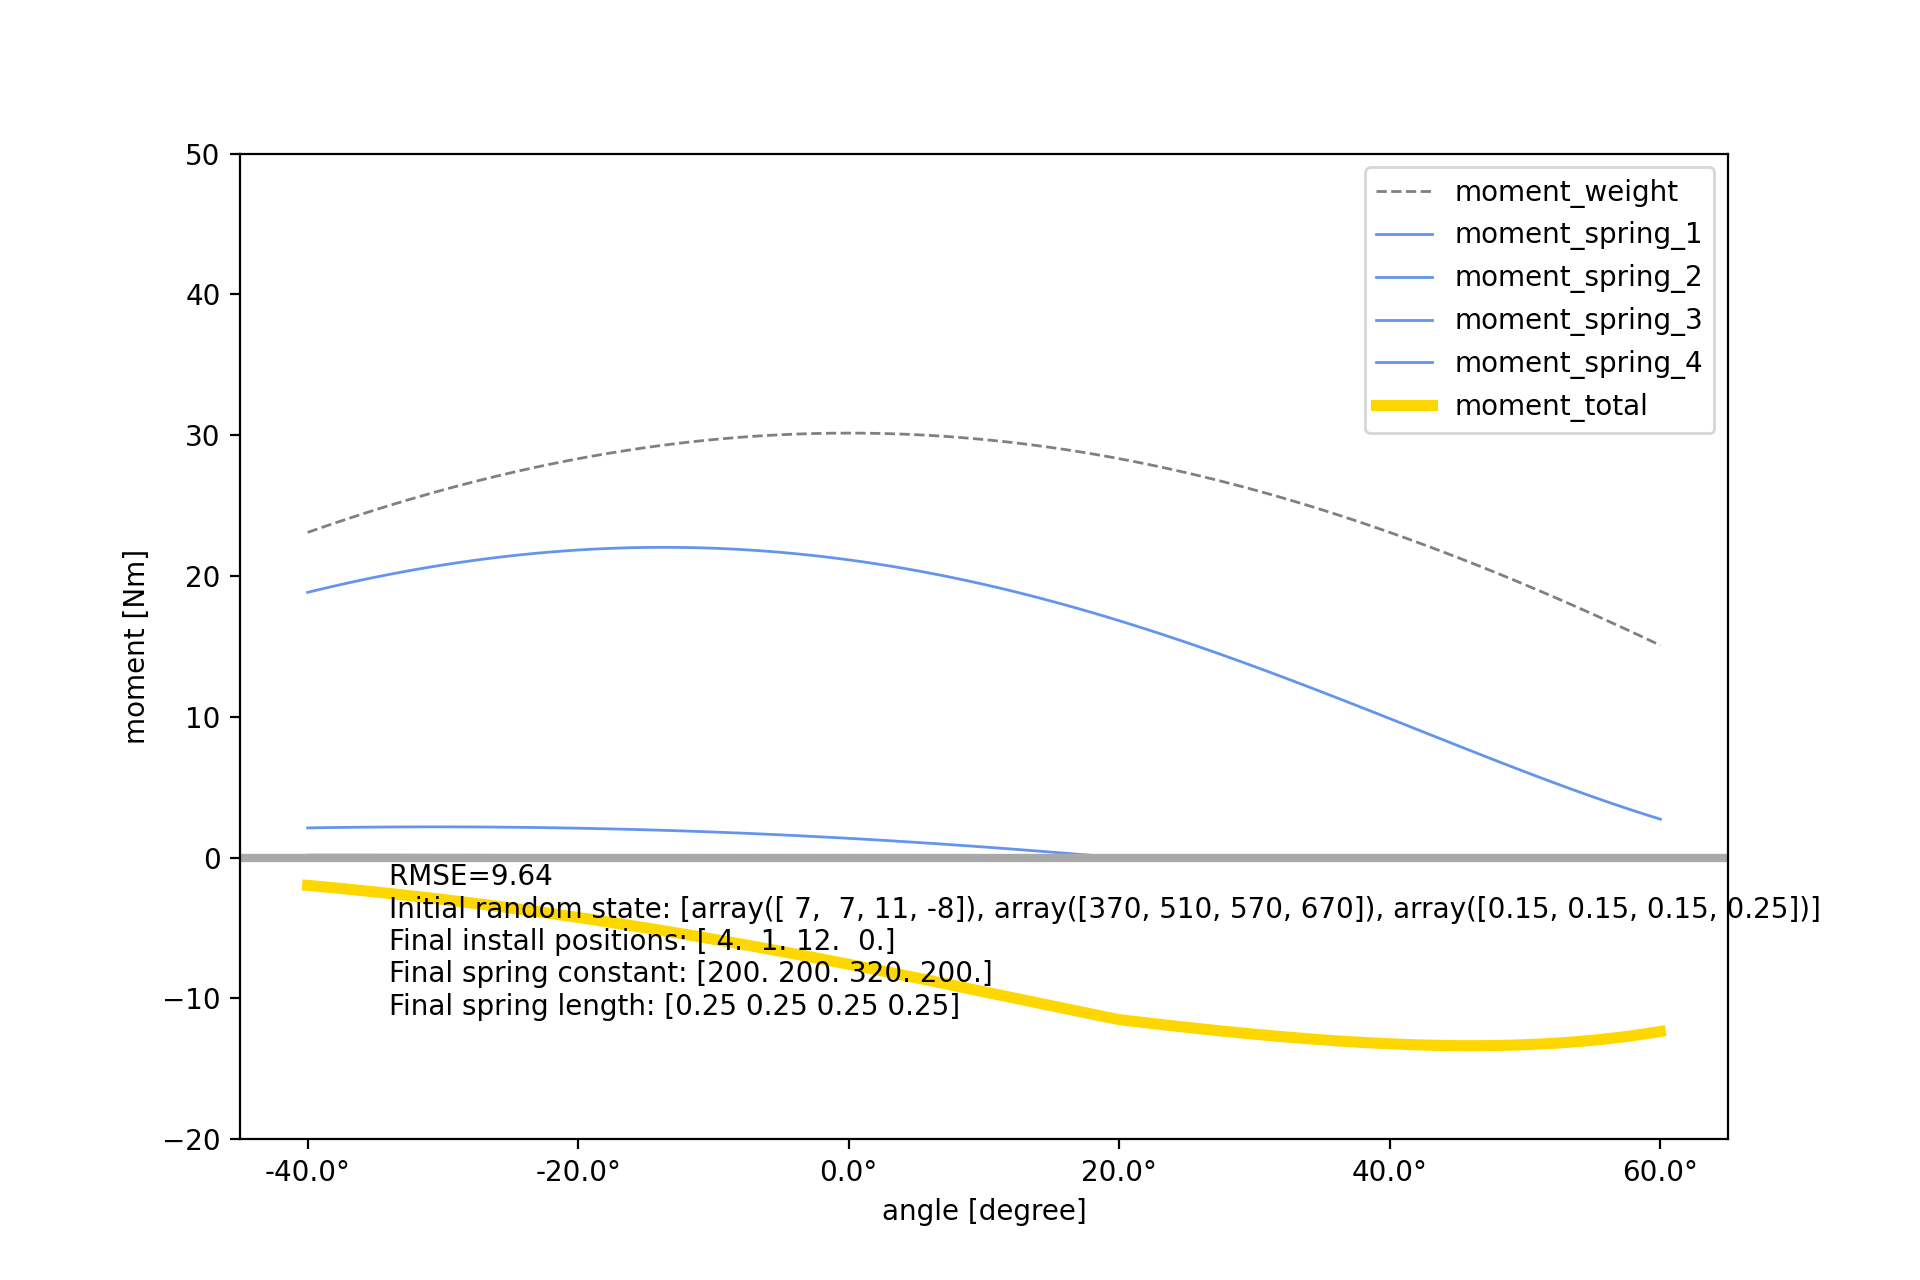 50
40
30
20
10
0
−10
−20
moment [Nm]
moment_weight
moment_spring_1
moment_spring_2
moment_spring_3
moment_spring_4
moment_total
RMSE=9.64
Initial random state: [array([ 7,  7, 11, -8]), array([370, 510, 570, 670]), array([0.15, 0.15, 0.15, 0.25])]
Final install positions: [ 4.  1. 12.  0.]
Final spring constant: [200. 200. 320. 200.]
Final spring length: [0.25 0.25 0.25 0.25]
-40.0° -20.0° 0.0° 20.0° 40.0° 60.0°
angle [degree]